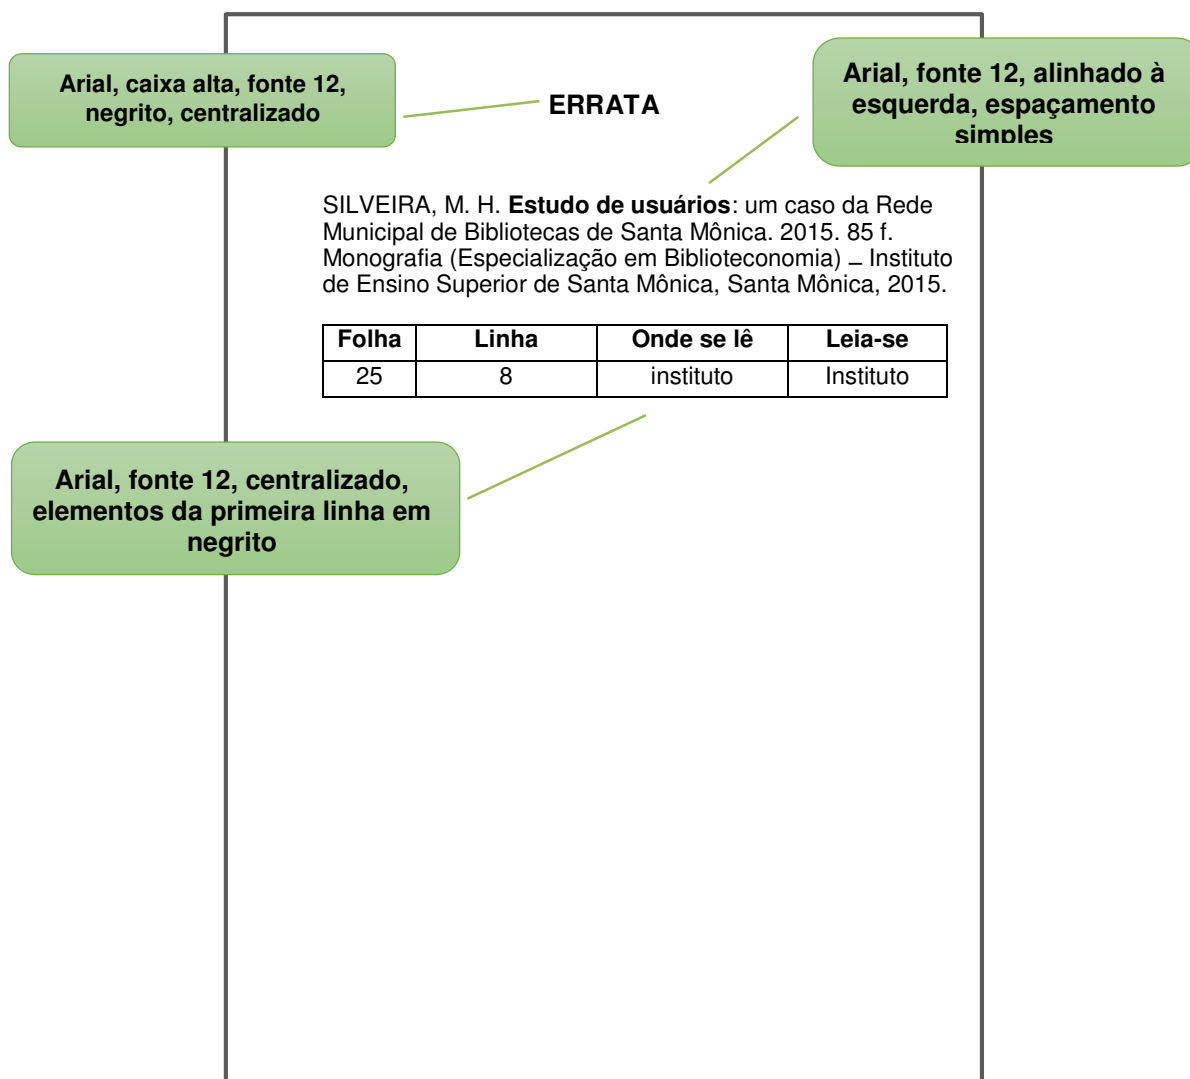 Arial, caixa alta, fonte 12,
negrito, centralizado
ERRATA
Arial, fonte 12, alinhado à
esquerda, espaçamento
simples
SILVEIRA, M. H. Estudo de usuários: um caso da Rede
Municipal de Bibliotecas de Santa Mônica. 2015. 85 f.
Monografia (Especialização em Biblioteconomia) – Instituto
de Ensino Superior de Santa Mônica, Santa Mônica, 2015.
Folha Linha Onde se lê Leia-se
25 8 instituto Instituto
Arial, fonte 12, centralizado,
elementos da primeira linha em
negrito